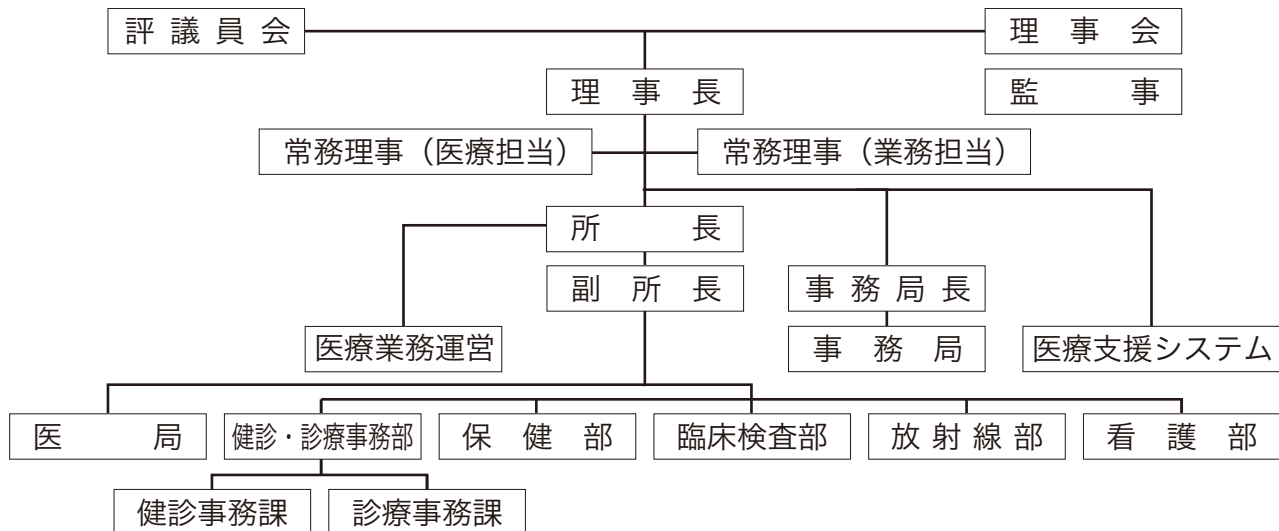 評議員会
理事会
理事長
監事
常務理事（医療担当）
常務理事（業務担当）
所長
副所長
事務局長
医療業務運営
事務局
医療支援システム
医局
健診・診療事務部
保健部
臨床検査部
放射線部
看護部
健診事務課
診療事務課